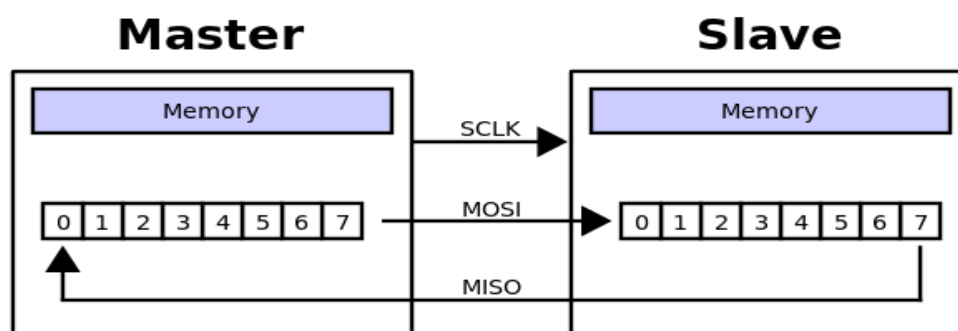 Master Slave
Memory Memory
SCLK
0 1 2 3 4 5 6 7 MOSI 0 1 2 3 4 5 6 7
MISO